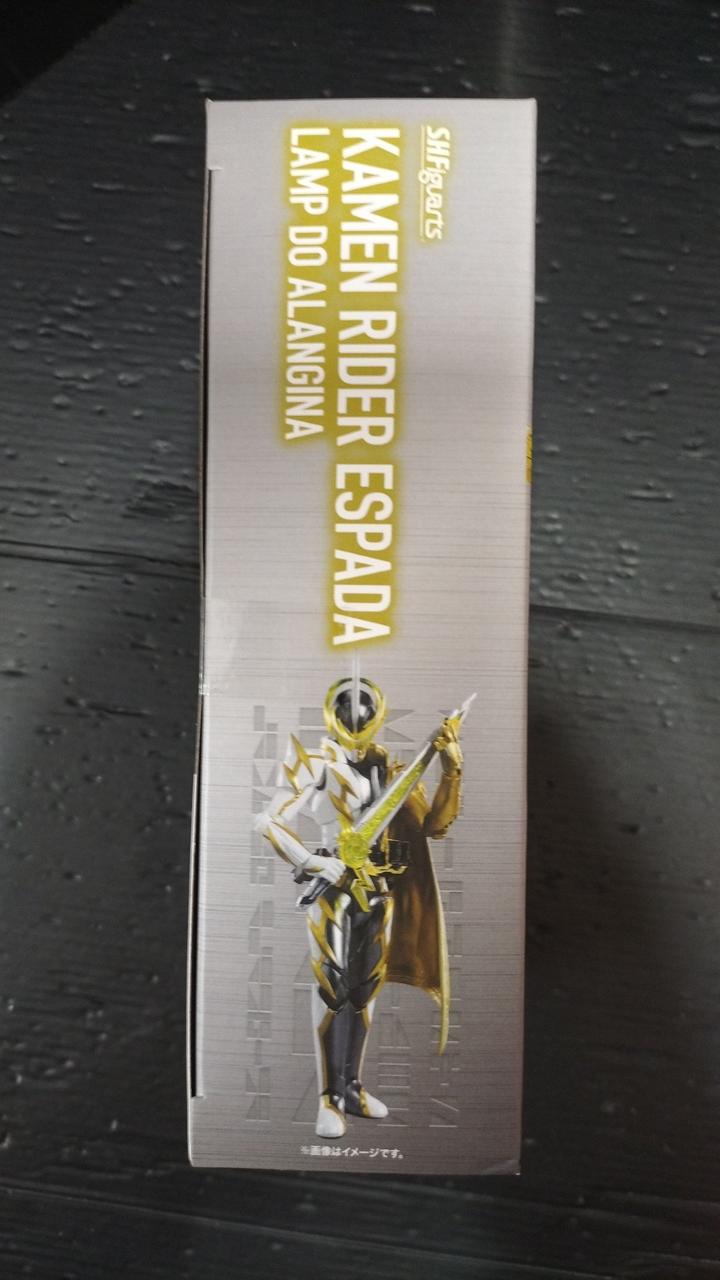 S.H.Figuarts
KAMEN RIDER ESPADA
LAMP DO ALANGINA
※画像はイメージです。